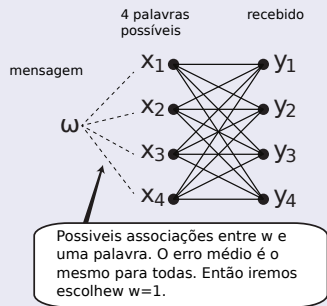 4 palavras
possíveis
recebido
mensagem
x1
y1
x2
y2
ω
x3
y3
x4
y4
Possiveis associações entre w e
uma palavra. O erro médio é o
mesmo para todas. Então iremos
escolhew w=1.